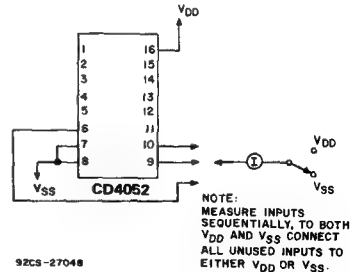 VDD
1 16
2 15
3 14
4 13
5 12
6 11
7 10
8 9
VSS
CD4052
I
VDD
VSS
NOTE:
MEASURE INPUTS
SEQUENTIALLY, TO BOTH
VDD AND VSS CONNECT
ALL UNUSED INPUTS TO
EITHER VDD OR VSS.
92CS-27048